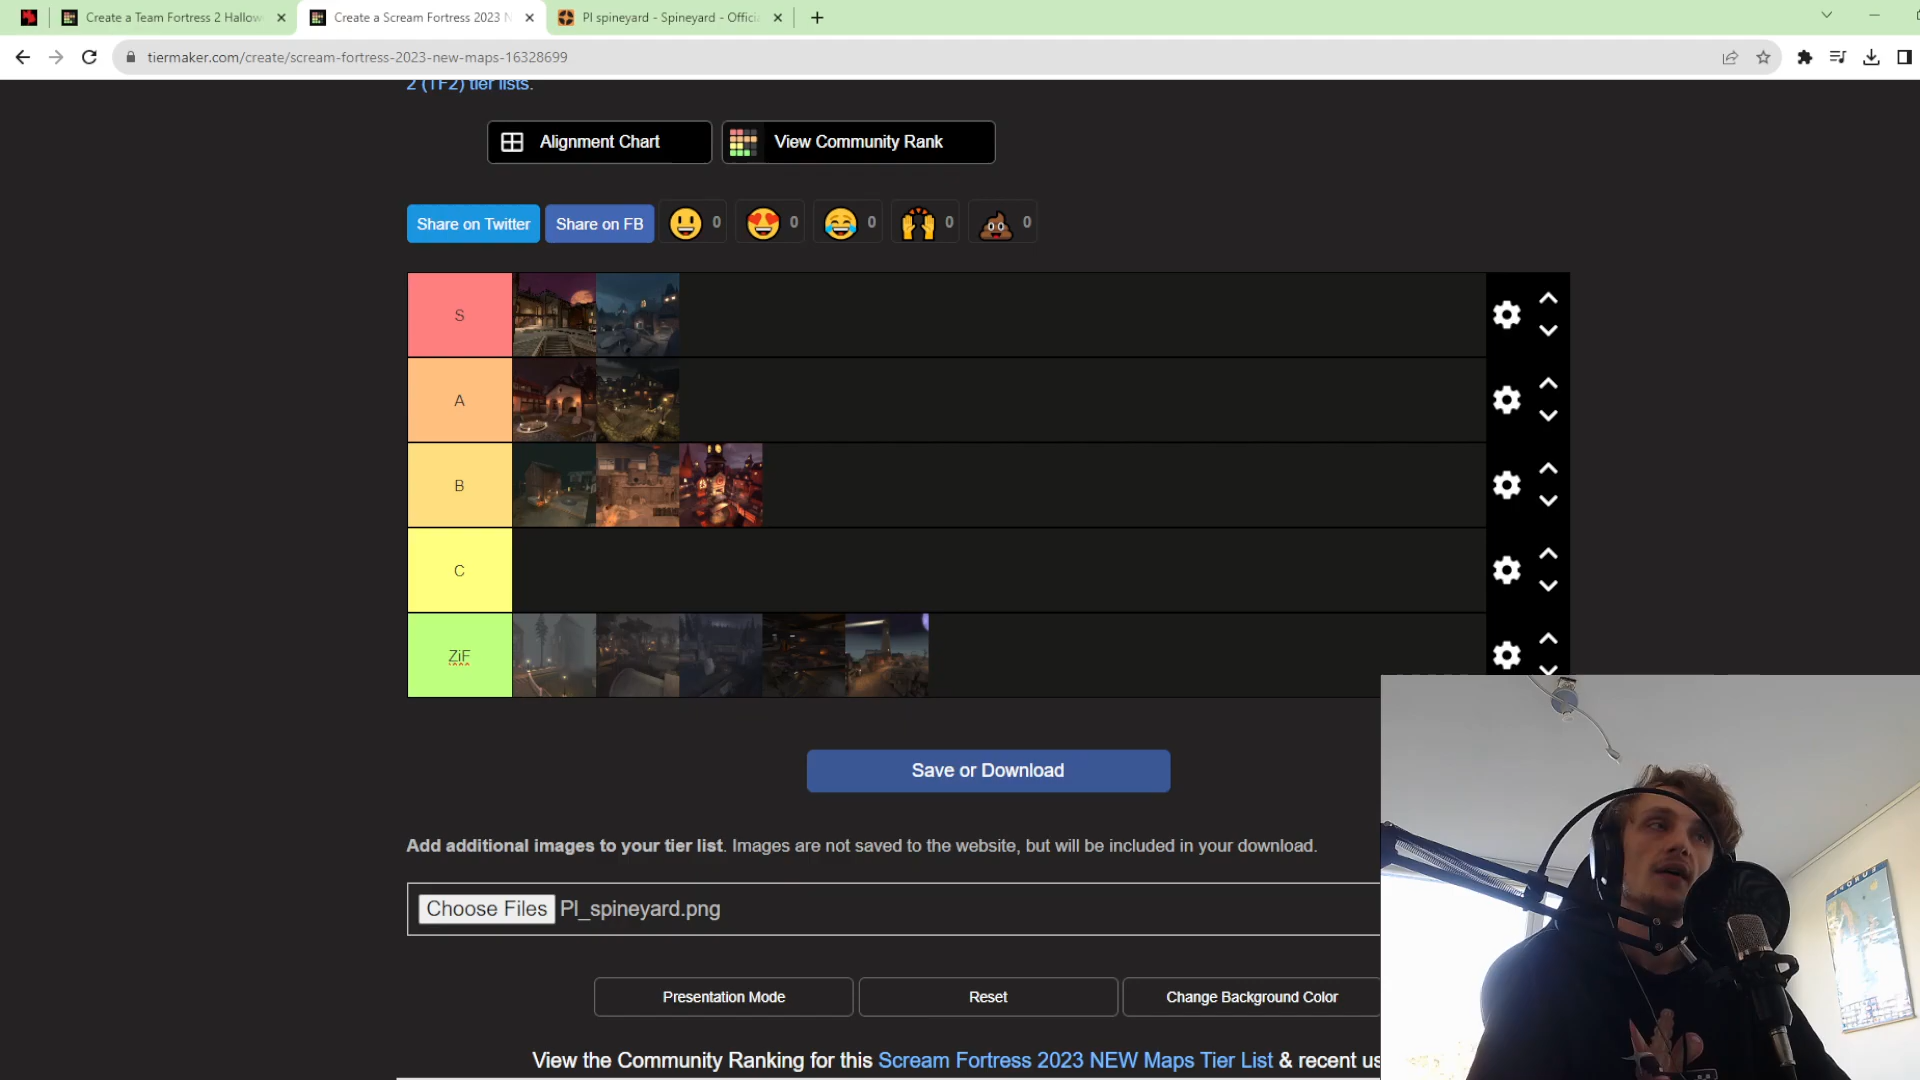 Create a Team Fortress 2 Hallow
Create a Scream Fortress 2023 N
Pl spineyard - Spineyard - Offici
tiermaker.com/create/scream-fortress-2023-new-maps-16328699
2 (TF2) tier lists.
Alignment Chart
View Community Rank
Share on Twitter
Share on FB
0
0
0
0
0
S
A
B
C
ZiF
Save or Download
Add additional images to your tier list. Images are not saved to the website, but will be included in your download.
Choose Files Pl_spineyard.png
Presentation Mode
Reset
Change Background Color
View the Community Ranking for this Scream Fortress 2023 NEW Maps Tier List & recent us